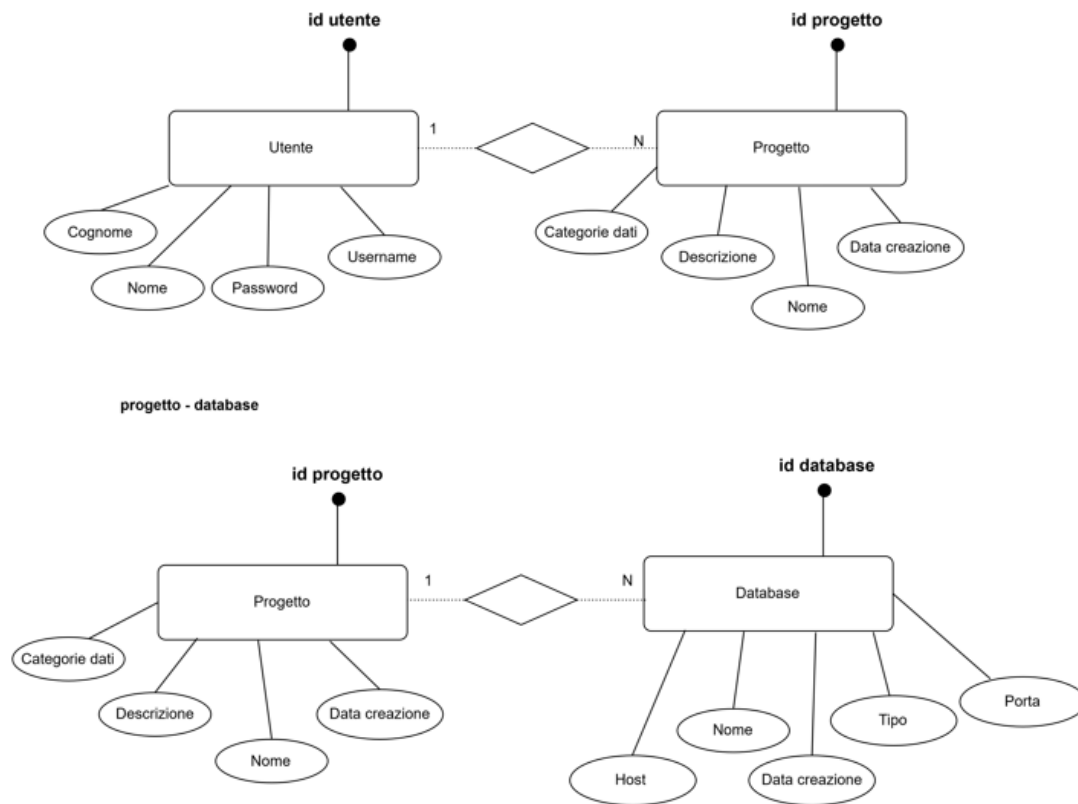 id utente
id progetto
1
N
Utente
Progetto
Cognome
Nome
Password
Username
Categorie dati
Descrizione
Nome
Data creazione
progetto - database
id progetto
id database
1
N
Progetto
Database
Categorie dati
Descrizione
Nome
Data creazione
Host
Nome
Data creazione
Tipo
Porta